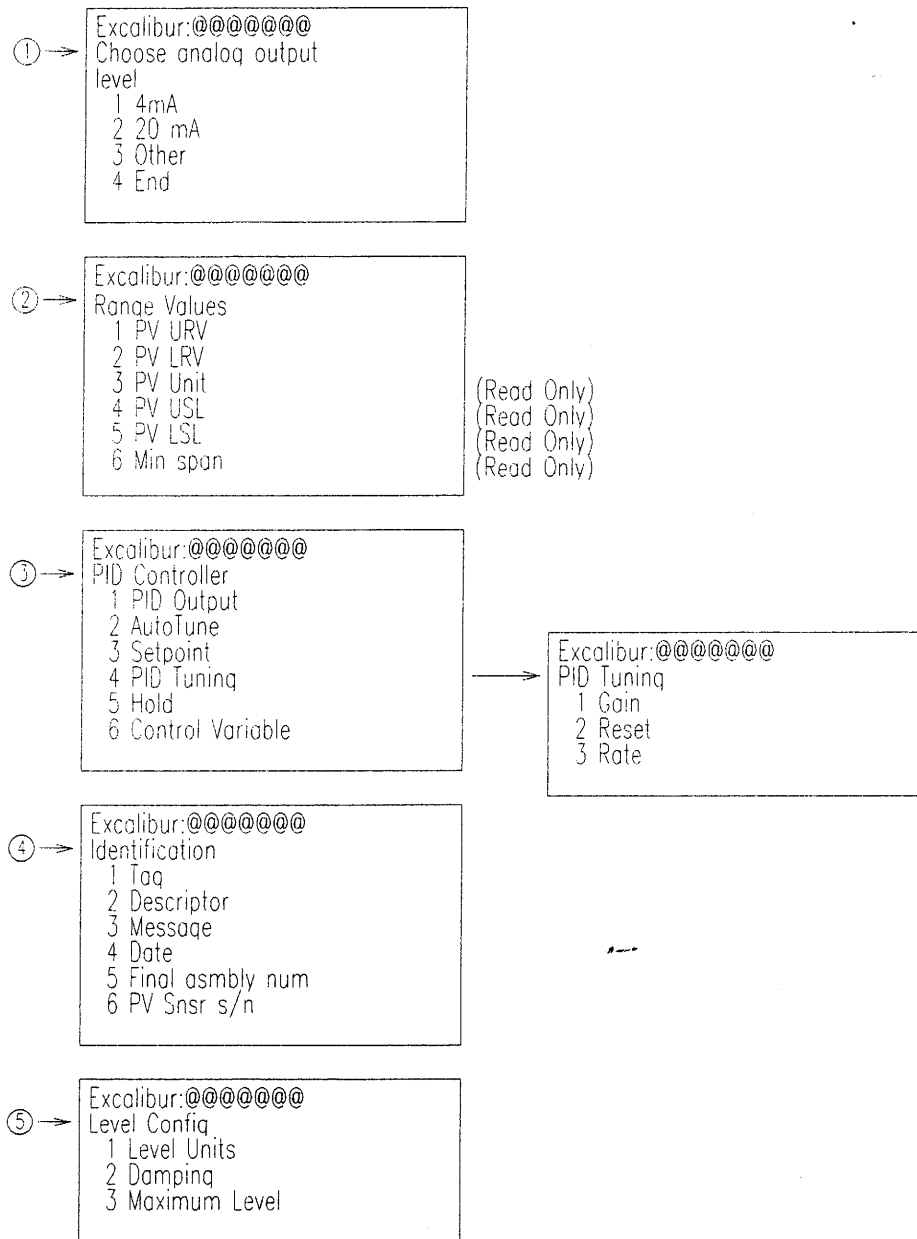 Excalibur:@@@@@@@
① Choose analog output
level
1 4mA
2 20 mA
3 Other
4 End
Excalibur:@@@@@@@
② Range Values
1 PV URV
2 PV LRV
3 PV Unit (Read Only)
4 PV USL (Read Only)
5 PV LSL (Read Only)
6 Min span (Read Only)
Excalibur:@@@@@@@
③ PID Controller
1 PID Output
2 AutoTune
3 Setpoint
4 PID Tuning
5 Hold
6 Control Variable
Excalibur:@@@@@@@
PID Tuning
1 Gain
2 Reset
3 Rate
Excalibur:@@@@@@@
④ Identification
1 Tag
2 Descriptor
3 Message
4 Date
5 Final asmbly num
6 PV Snsr s/n
Excalibur:@@@@@@@
⑤ Level Config
1 Level Units
2 Damping
3 Maximum Level